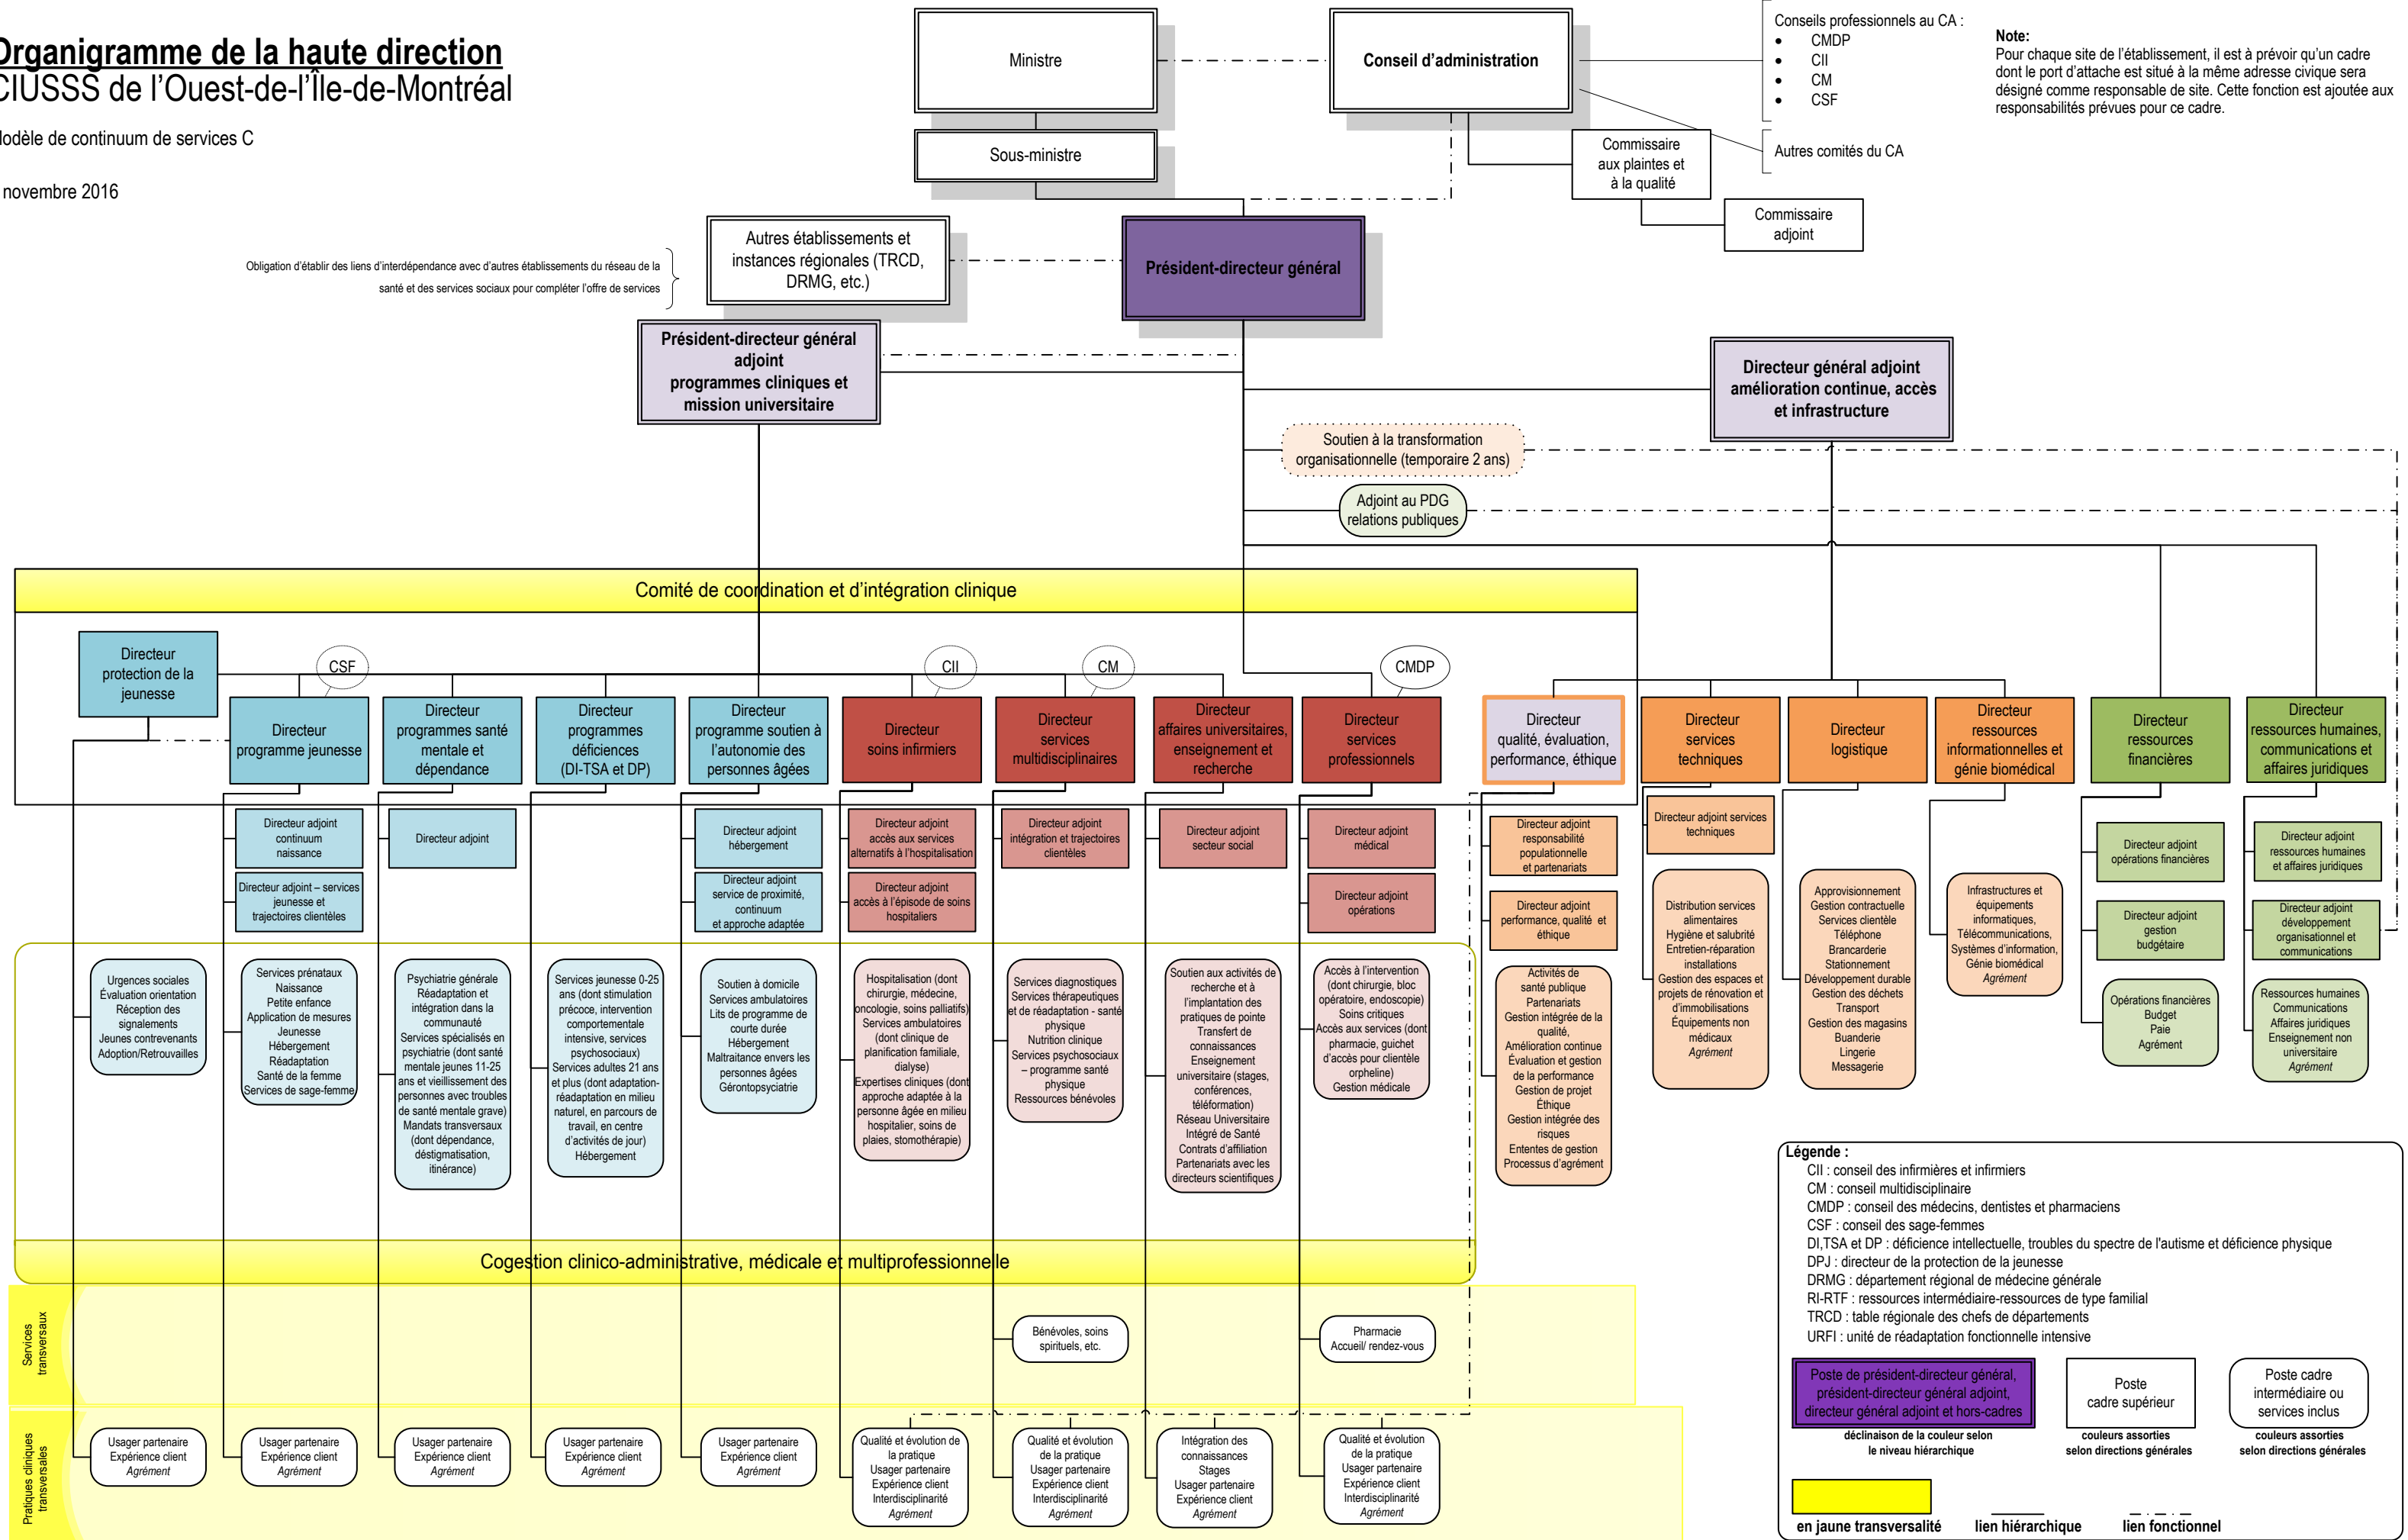 Organigramme de la haute direction
CIUSSS de l'Ouest-de-l'Île-de-Montréal
Modèle de continuum de services C
novembre 2016
Ministre
Conseil d'administration
Conseils professionnels au CA :
• CMDP
• CII
• CM
• CSF
Autres comités du CA
Note:
Pour chaque site de l'établissement, il est à prévoir qu'un cadre
dont le port d'attache est situé à la même adresse civique sera
désigné comme responsable de site. Cette fonction est ajoutée aux
responsabilités prévues pour ce cadre.
Sous-ministre
Commissaire
aux plaintes et
à la qualité
Commissaire
adjoint
Obligation d'établir des liens d'interdépendance avec d'autres établissements du réseau de la
santé et des services sociaux pour compléter l'offre de services
Autres établissements et
instances régionales (TRCD,
DRMG, etc.)
Président-directeur général
Président-directeur général
adjoint
programmes cliniques et
mission universitaire
Directeur général adjoint
amélioration continue, accès
et infrastructure
Soutien à la transformation
organisationnelle (temporaire 2 ans)
Adjoint au PDG
relations publiques
Comité de coordination et d'intégration clinique
Directeur
protection de la
jeunesse
CSF
CII
CM
CMDP
Directeur
programme jeunesse
Directeur
programmes santé
mentale et
dépendance
Directeur
programmes
déficiences
(DI-TSA et DP)
Directeur
programme soutien à
l'autonomie des
personnes âgées
Directeur
soins infirmiers
Directeur
services
multidisciplinaires
Directeur
affaires universitaires,
enseignement et
recherche
Directeur
services
professionnels
Directeur
qualité, évaluation,
performance, éthique
Directeur
services
techniques
Directeur
logistique
Directeur
ressources
informationnelles et
génie biomédical
Directeur
ressources
financières
Directeur
ressources humaines,
communications et
affaires juridiques
Directeur adjoint
continuum
naissance
Directeur adjoint – services
jeunesse et
trajectoires clientèles
Directeur adjoint
Directeur adjoint
hébergement
Directeur adjoint
service de proximité,
continuum
et approche adaptée
Directeur adjoint
accès aux services
alternatifs à l'hospitalisation
Directeur adjoint
accès à l'épisode de soins
hospitaliers
Directeur adjoint
intégration et trajectoires
clientèles
Directeur adjoint
secteur social
Directeur adjoint
médical
Directeur adjoint
opérations
Directeur adjoint
responsabilité
populationnelle
et partenariats
Directeur adjoint
performance, qualité et
éthique
Directeur adjoint services
techniques
Directeur adjoint
opérations financières
Directeur adjoint
gestion
budgétaire
Directeur adjoint
ressources humaines
et affaires juridiques
Directeur adjoint
développement
organisationnel et
communications
Urgences sociales
Évaluation orientation
Réception des
signalements
Jeunes contrevenants
Adoption/Retrouvailles
Services prénataux
Naissance
Petite enfance
Application de mesures
Jeunesse
Hébergement
Réadaptation
Santé de la femme
Services de sage-femme
Psychiatrie générale
Réadaptation et
intégration dans la
communauté
Services spécialisés en
psychiatrie (dont santé
mentale jeunes 11-25
ans et vieillissement des
personnes avec troubles
de santé mentale grave)
Mandats transversaux
(dont dépendance,
déstigmatisation,
itinérance)
Services jeunesse 0-25
ans (dont stimulation
précoce, intervention
comportementale
intensive, services
psychosociaux)
Services adultes 21 ans
et plus (dont adaptation-
réadaptation en milieu
naturel, en parcours de
travail, en centre
d'activités de jour)
Hébergement
Soutien à domicile
Services ambulatoires
Lits de programme de
courte durée
Hébergement
Maltraitance envers les
personnes âgées
Gérontopsyciatrie
Hospitalisation (dont
chirurgie, médecine,
oncologie, soins palliatifs)
Services ambulatoires
(dont clinique de
planification familiale,
dialyse)
Expertises cliniques (dont
approche adaptée à la
personne âgée en milieu
hospitalier, soins de
plaies, stomothérapie)
Services diagnostiques
Services thérapeutiques
et de réadaptation - santé
physique
Nutrition clinique
Services psychosociaux
– programme santé
physique
Ressources bénévoles
Soutien aux activités de
recherche et à
l'implantation des
pratiques de pointe
Transfert de
connaissances
Enseignement
universitaire (stages,
conférences,
téléformation)
Réseau Universitaire
Intégré de Santé
Contrats d'affiliation
Partenariats avec les
directeurs scientifiques
Accès à l'intervention
(dont chirurgie, bloc
opératoire, endoscopie)
Soins critiques
Accès aux services (dont
pharmacie, guichet
d'accès pour clientèle
orpheline)
Gestion médicale
Activités de
santé publique
Partenariats
Gestion intégrée de la
qualité,
Amélioration continue
Évaluation et gestion
de la performance
Gestion de projet
Éthique
Gestion intégrée des
risques
Ententes de gestion
Processus d'agrément
Distribution services
alimentaires
Hygiène et salubrité
Entretien-réparation
installations
Gestion des espaces et
projets de rénovation et
d'immobilisations
Équipements non
médicaux
Agrément
Approvisionnement
Gestion contractuelle
Services clientèle
Téléphone
Brancarderie
Stationnement
Développement durable
Gestion des déchets
Transport
Gestion des magasins
Buanderie
Lingerie
Messagerie
Infrastructures et
équipements
informatiques,
Télécommunications,
Systèmes d'information,
Génie biomédical
Agrément
Opérations financières
Budget
Paie
Agrément
Ressources humaines
Communications
Affaires juridiques
Enseignement non
universitaire
Agrément
Cogestion clinico-administrative, médicale et multiprofessionnelle
Services
transversaux
Bénévoles, soins
spirituels, etc.
Pharmacie
Accueil/ rendez-vous
Pratiques cliniques
transversales
Usager partenaire
Expérience client
Agrément
Usager partenaire
Expérience client
Agrément
Usager partenaire
Expérience client
Agrément
Usager partenaire
Expérience client
Agrément
Usager partenaire
Expérience client
Agrément
Qualité et évolution de
la pratique
Usager partenaire
Expérience client
Interdisciplinarité
Agrément
Qualité et évolution
de la pratique
Usager partenaire
Expérience client
Interdisciplinarité
Agrément
Intégration des
connaissances
Stages
Usager partenaire
Expérience client
Agrément
Qualité et évolution
de la pratique
Usager partenaire
Expérience client
Interdisciplinarité
Agrément
Légende :
CII : conseil des infirmières et infirmiers
CM : conseil multidisciplinaire
CMDP : conseil des médecins, dentistes et pharmaciens
CSF : conseil des sage-femmes
DI,TSA et DP : déficience intellectuelle, troubles du spectre de l'autisme et déficience physique
DPJ : directeur de la protection de la jeunesse
DRMG : département régional de médecine générale
RI-RTF : ressources intermédiaire-ressources de type familial
TRCD : table régionale des chefs de départements
URFI : unité de réadaptation fonctionnelle intensive
Poste de président-directeur général,
président-directeur général adjoint,
directeur général adjoint et hors-cadres
déclinaison de la couleur selon
le niveau hiérarchique
Poste
cadre supérieur
couleurs assorties
selon directions générales
Poste cadre
intermédiaire ou
services inclus
couleurs assorties
selon directions générales
en jaune transversalité
lien hiérarchique
lien fonctionnel